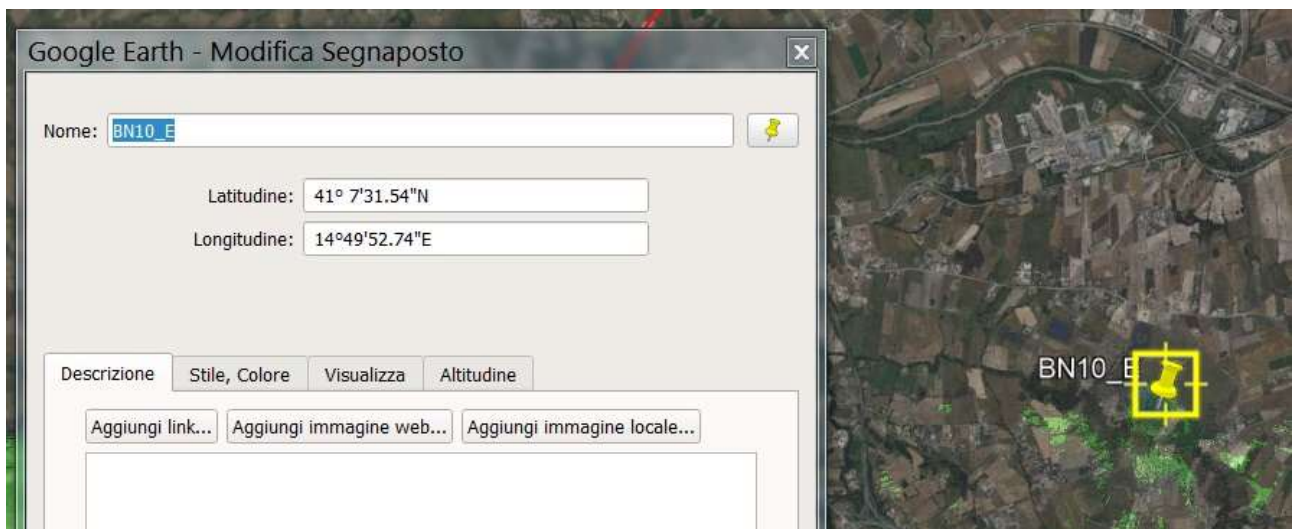 Google Earth - Modifica Segnaposto
Nome: BN10_E
Latitudine: 41° 7'31.54"N
Longitudine: 14°49'52.74"E
Descrizione Stile, Colore Visualizza Altitudine
Aggiungi link... Aggiungi immagine web... Aggiungi immagine locale...
BN10_E